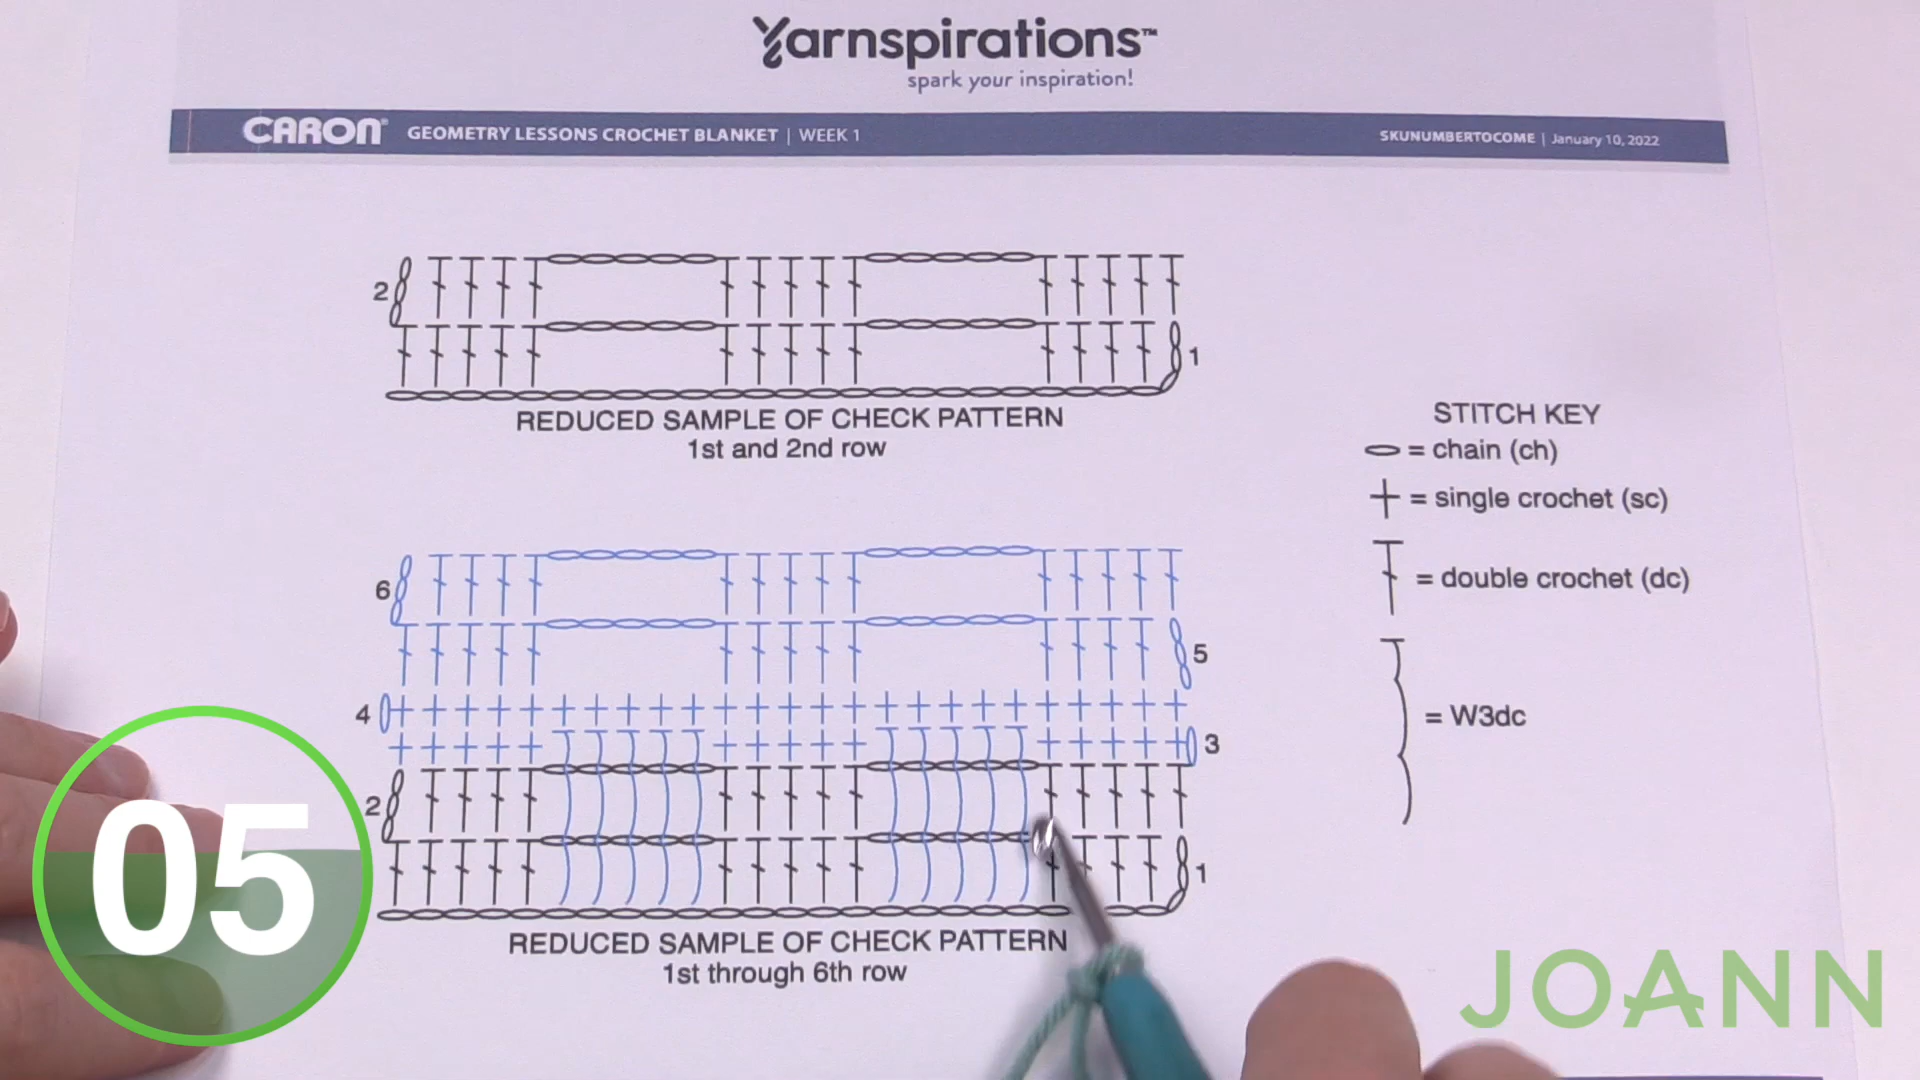 Yarnspirations™
spark your inspiration!
CARON® GEOMETRY LESSONS CROCHET BLANKET | WEEK 1
SKUNUMBERTOCOME | January 10, 2022
2
1
REDUCED SAMPLE OF CHECK PATTERN
1st and 2nd row
STITCH KEY
= chain (ch)
= single crochet (sc)
= double crochet (dc)
= W3dc
6
5
4
3
2
1
REDUCED SAMPLE OF CHECK PATTERN
1st through 6th row
05
JOANN